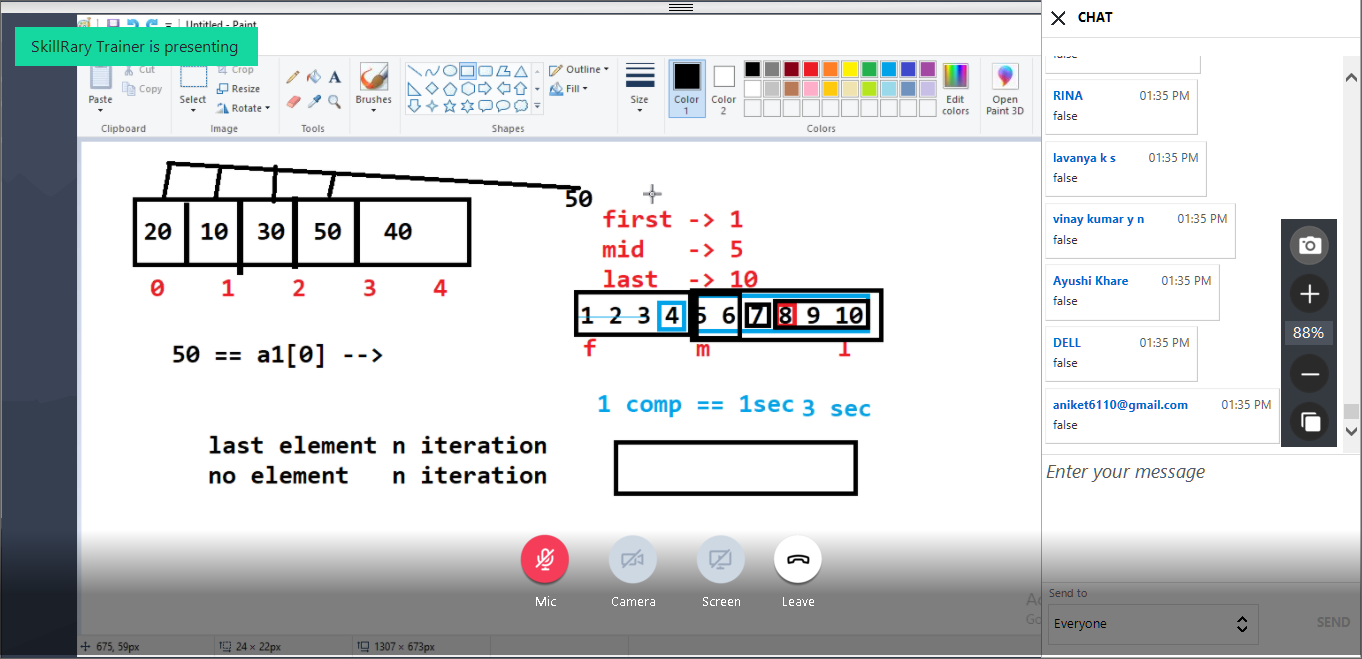 Untitled - Paint
SkillRary Trainer is presenting
Cut
Copy
Paste
Clipboard
Select
Crop
Resize
Rotate
Image
A
Tools
Brushes
Outline
Fill
Shapes
Size
Color
1
Color
2
Edit
colors
Colors
Open
Paint 3D
50
first -> 1
mid -> 5
last -> 10
20 10 30 50 40
0 1 2 3 4
1 2 3 4 5 6 7 8 9 10
f m l
50 == a1[0] -->
1 comp == 1sec 3 sec
last element n iteration
no element n iteration
Mic
Camera
Screen
Leave
675, 59px
24 × 22px
1307 × 673px
CHAT
RINA 01:35 PM
false
lavanya k s 01:35 PM
false
vinay kumar y n 01:35 PM
false
Ayushi Khare 01:35 PM
false
DELL 01:35 PM
false
aniket6110@gmail.com 01:35 PM
false
88%
Enter your message
Send to
Everyone
SEND